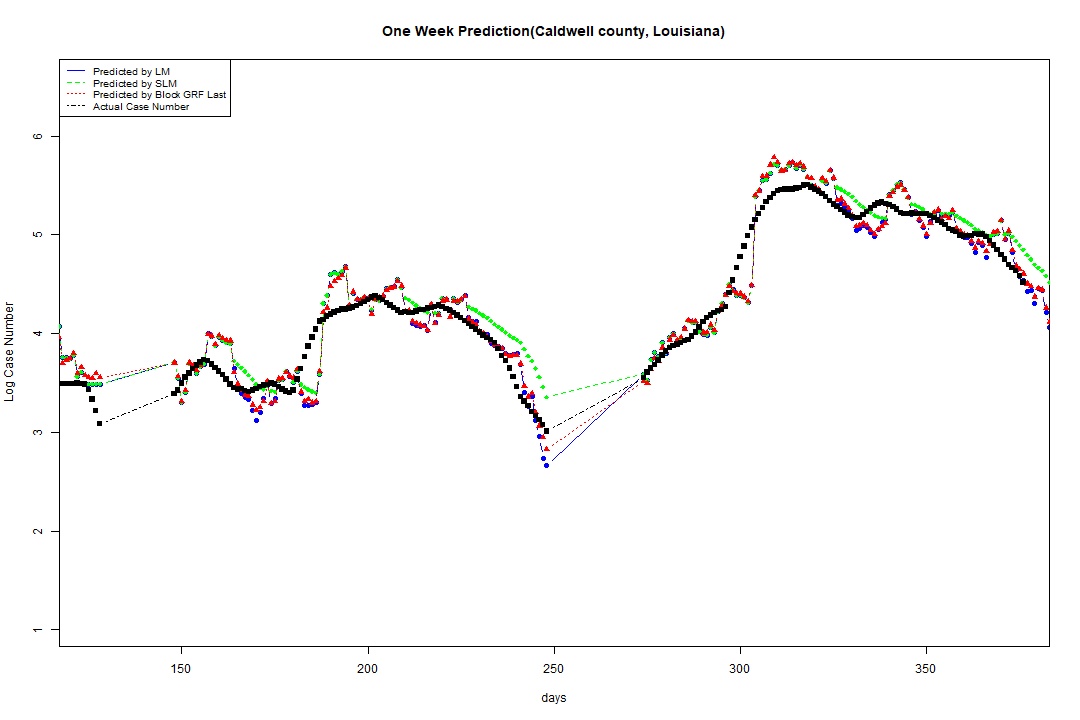 One Week Prediction(Caldwell county, Louisiana)
Predicted by LM
Predicted by SLM
Predicted by Block GRF Last
Actual Case Number
Log Case Number
6
5
4
3
2
1
150
200
250
300
350
days